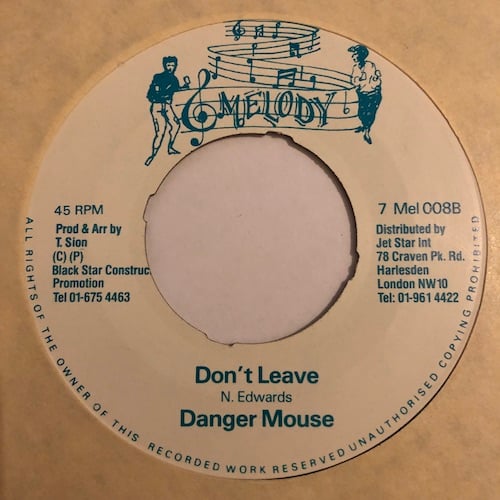 MELODY
45 RPM
Prod & Arr by
T. Sion
(C) (P)
Black Star Construc
Promotion
Tel 01-675 4463
7 Mel 008B
Distributed by
Jet Star Int
78 Craven Pk. Rd.
Harlesden
London NW10
Tel: 01-961 4422
Don't Leave
N. Edwards
Danger Mouse
ALL RIGHTS OF THE OWNER OF THIS RECORDED WORK RESERVED UNAUTHORISED COPYING PROHIBITED